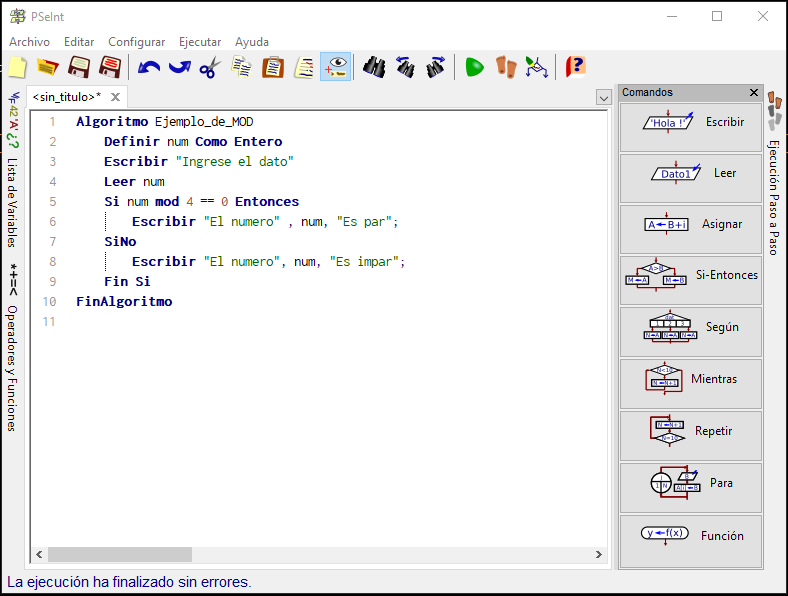 PSeInt
Archivo Editar Configurar Ejecutar Ayuda
<sin_titulo>*
1 Algoritmo Ejemplo_de_MOD
2 Definir num Como Entero
3 Escribir "Ingrese el dato"
4 Leer num
5 Si num mod 4 == 0 Entonces
6 Escribir "El numero" , num, "Es par";
7 SiNo
8 Escribir "El numero", num, "Es impar";
9 Fin Si
10 FinAlgoritmo
11
Lista de Variables
*+=< Operadores y Funciones
Comandos
'Hola !' Escribir
Dato1 Leer
A←B+i Asignar
A>B Si-Entonces
Según
Mientras
Repetir
Para
y←f(x) Función
Ejecución Paso a Paso
La ejecución ha finalizado sin errores.